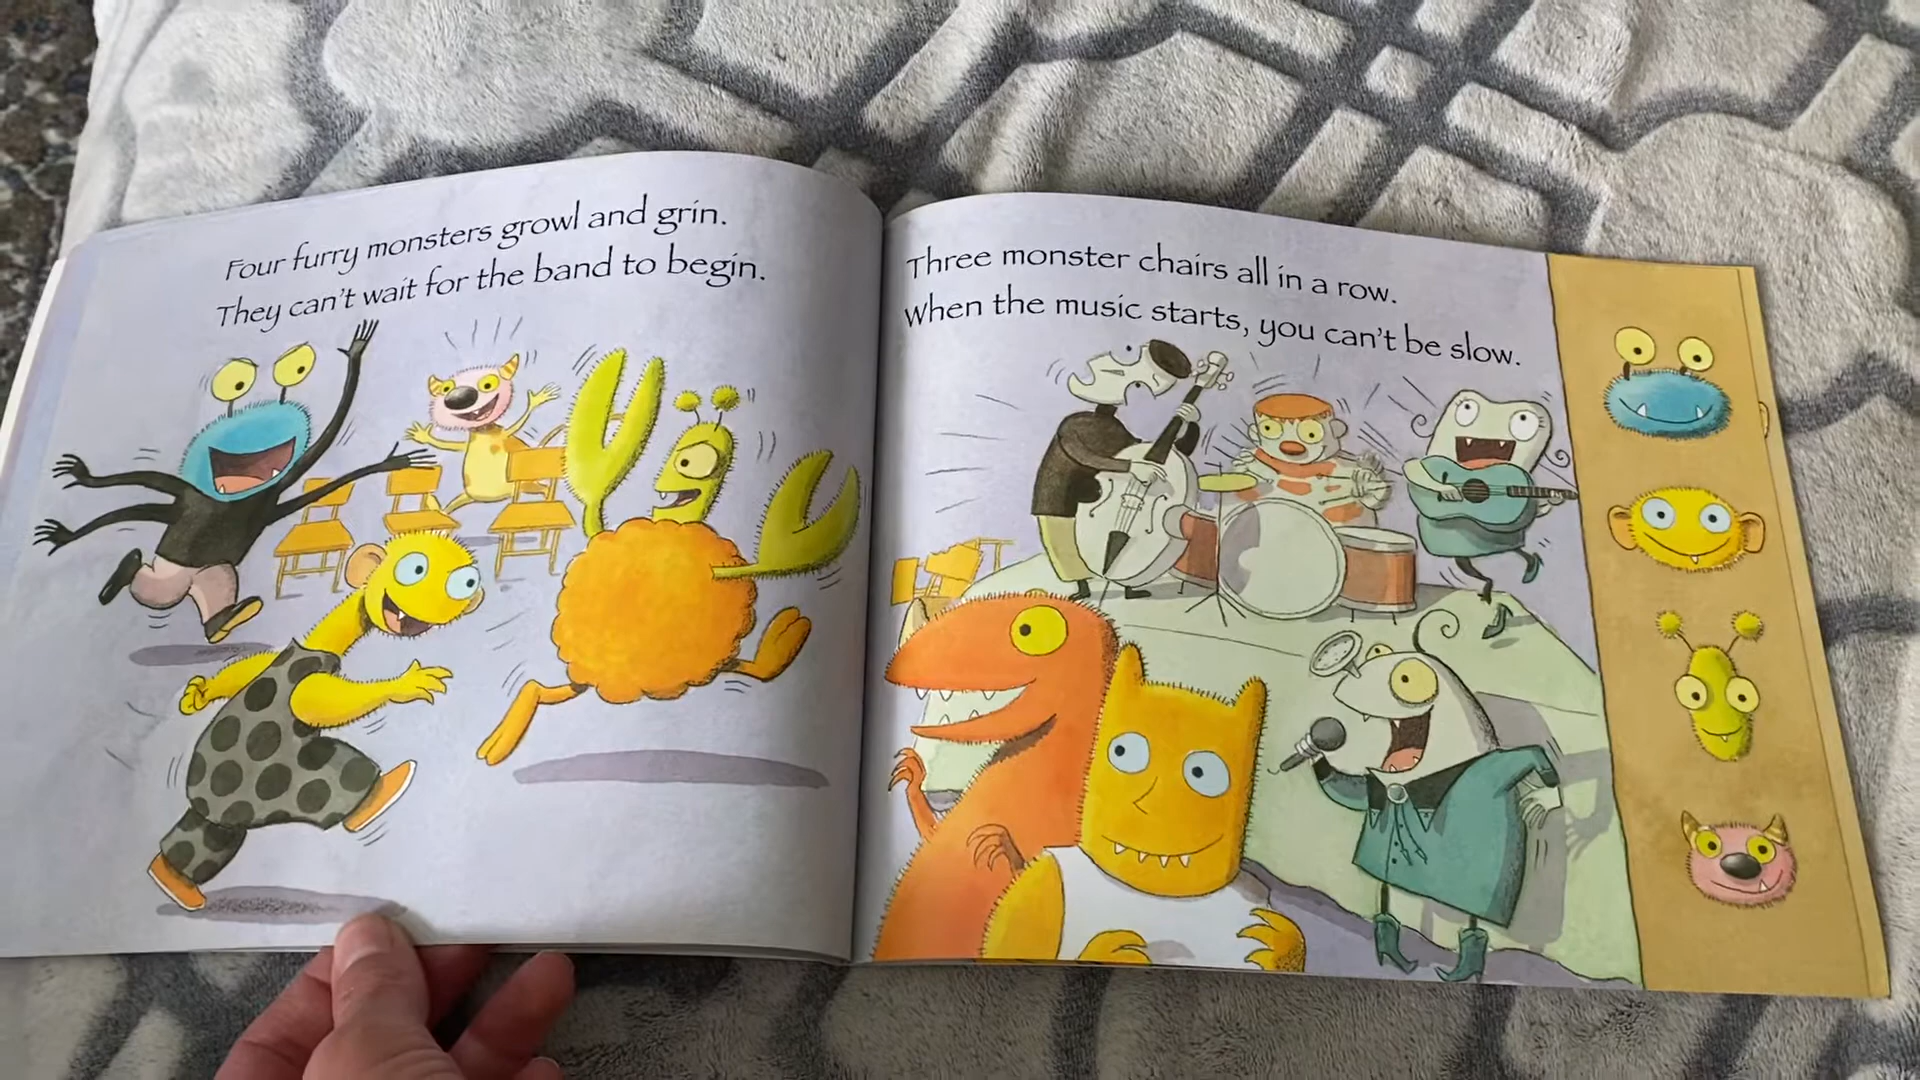 Four furry monsters growl and grin.
They can't wait for the band to begin.
Three monster chairs all in a row.
When the music starts, you can't be slow.